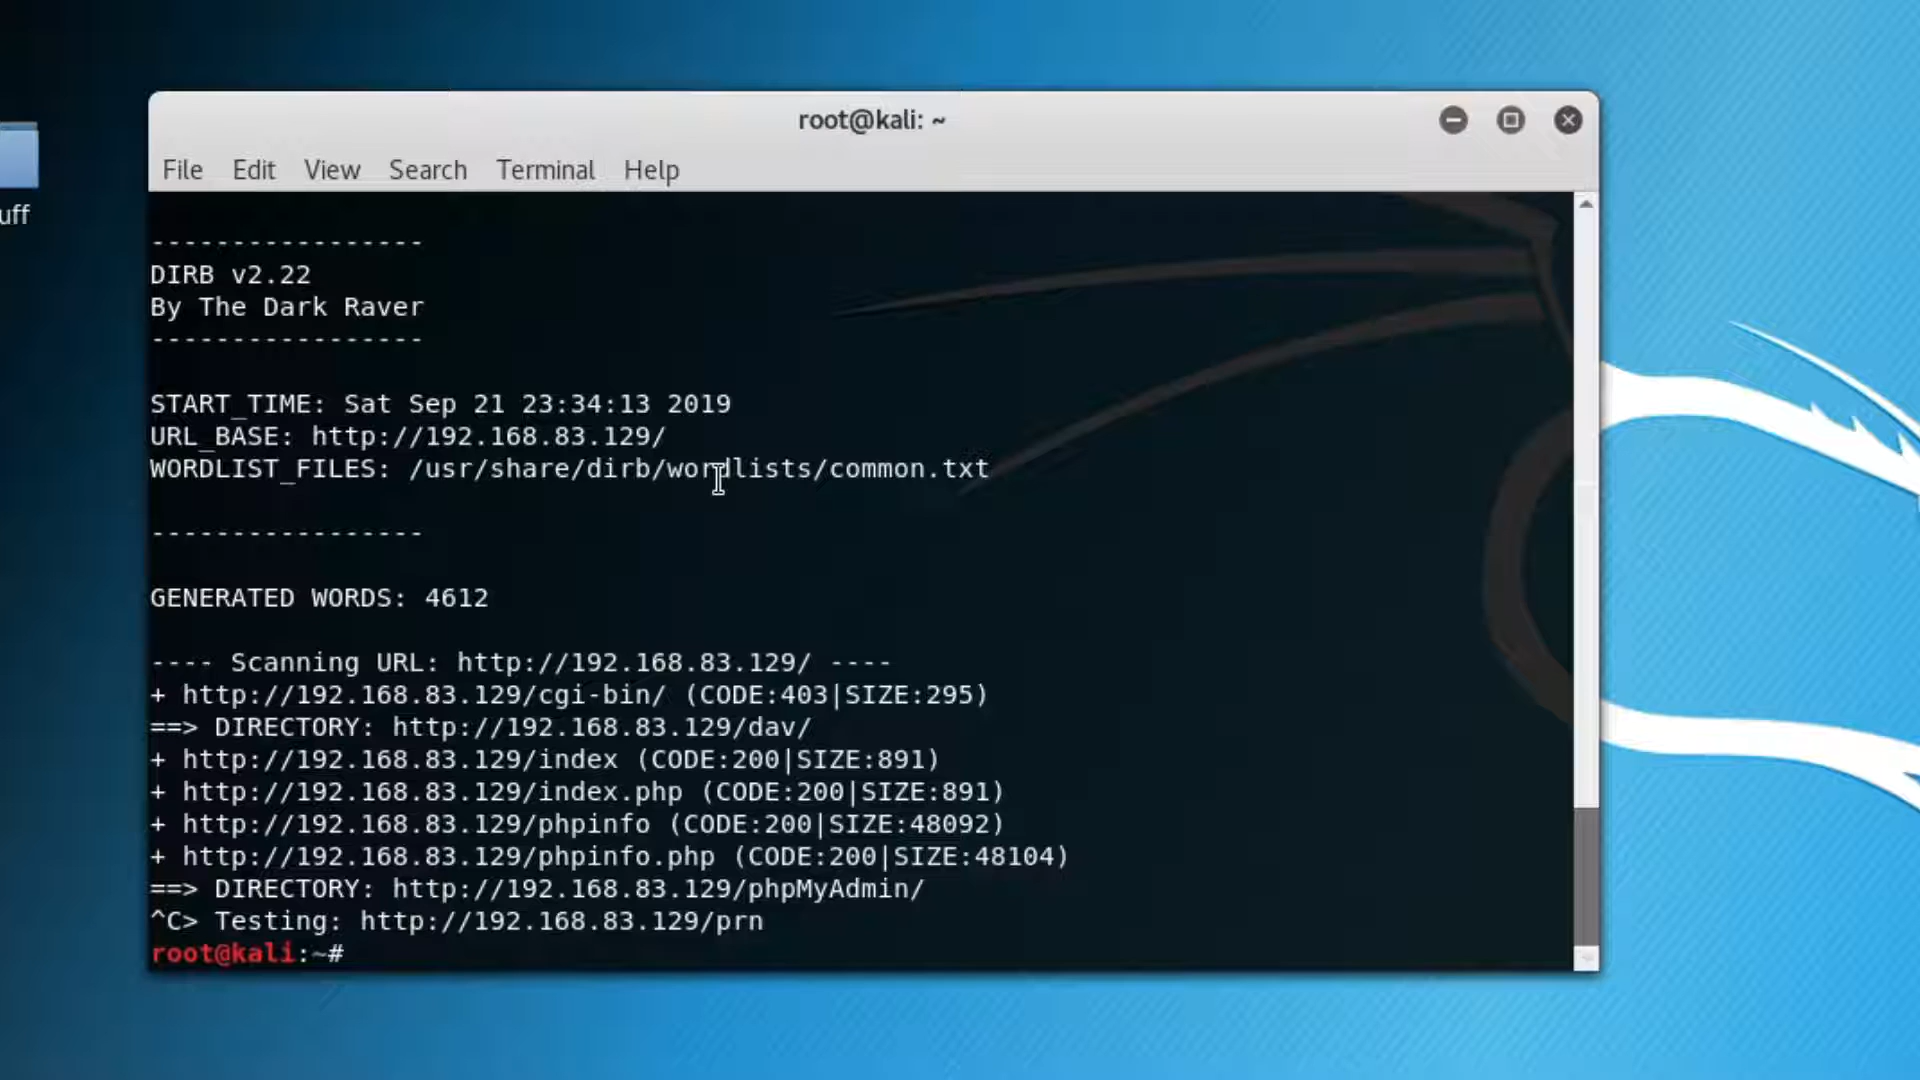 root@kali: ~
File Edit View Search Terminal Help
uff
-----------------
DIRB v2.22
By The Dark Raver
-----------------
START_TIME: Sat Sep 21 23:34:13 2019
URL_BASE: http://192.168.83.129/
WORDLIST_FILES: /usr/share/dirb/wordlists/common.txt
-----------------
GENERATED WORDS: 4612
---- Scanning URL: http://192.168.83.129/ ----
+ http://192.168.83.129/cgi-bin/ (CODE:403|SIZE:295)
==> DIRECTORY: http://192.168.83.129/dav/
+ http://192.168.83.129/index (CODE:200|SIZE:891)
+ http://192.168.83.129/index.php (CODE:200|SIZE:891)
+ http://192.168.83.129/phpinfo (CODE:200|SIZE:48092)
+ http://192.168.83.129/phpinfo.php (CODE:200|SIZE:48104)
==> DIRECTORY: http://192.168.83.129/phpMyAdmin/
^C> Testing: http://192.168.83.129/prn
root@kali:~#